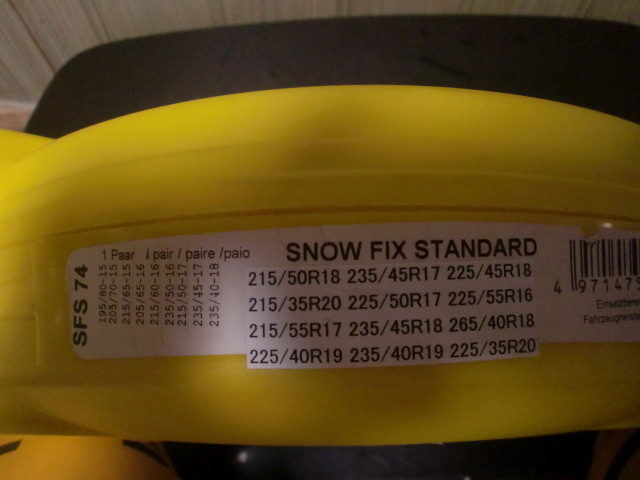 SFS 74
1 Paar 1 pair / paire /paio
195/80-15
205/70-15
215/65-15
205/65-16
215/60-16
235/50-16
215/50-17
235/45-17
235/40-18
SNOW FIX STANDARD
215/50R18 235/45R17 225/45R18
215/35R20 225/50R17 225/55R16
215/55R17 235/45R18 265/40R18
225/40R19 235/40R19 225/35R20
4 971475